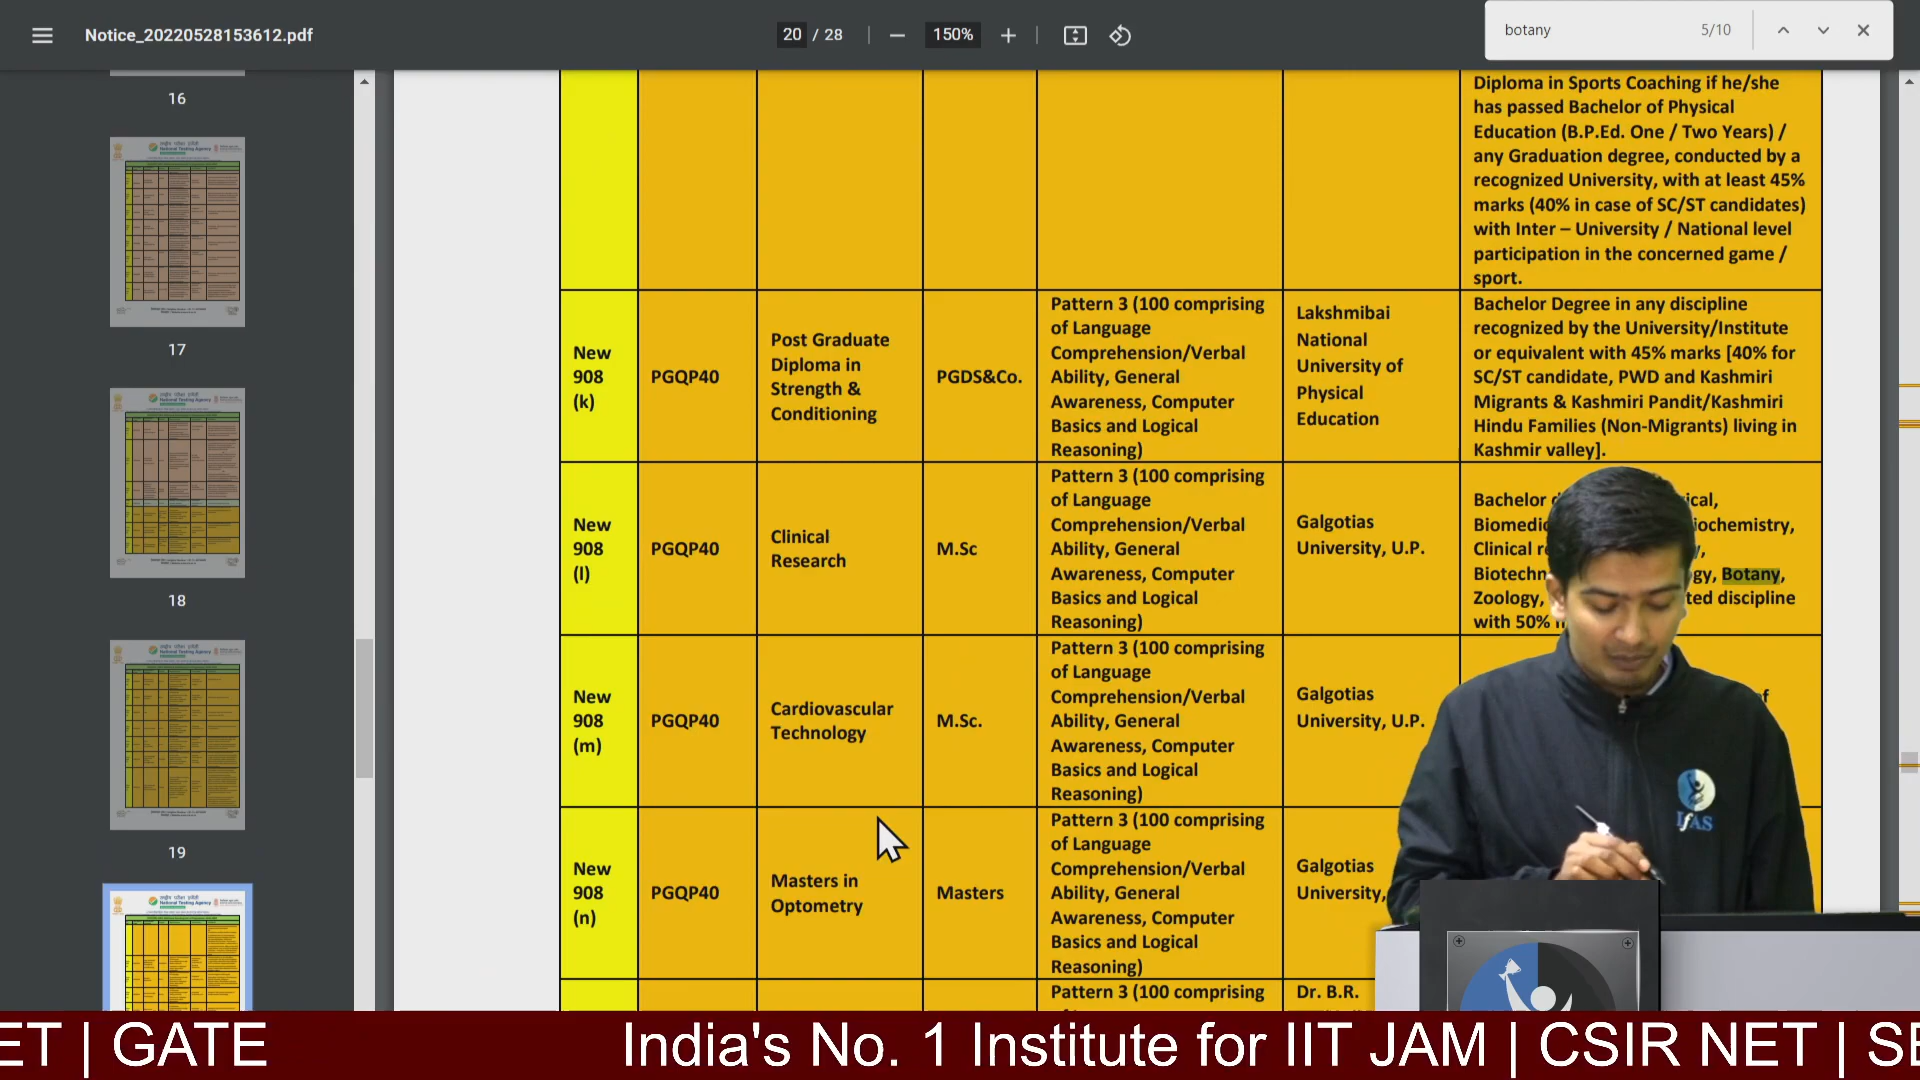 Notice_20220528153612.pdf
20 / 28
150%
botany
5/10
16
17
18
19
Diploma in Sports Coaching if he/she
has passed Bachelor of Physical
Education (B.P.Ed. One / Two Years) /
any Graduation degree, conducted by a
recognized University, with at least 45%
marks (40% in case of SC/ST candidates)
with Inter – University / National level
participation in the concerned game /
sport.
New
908
(k)
PGQP40
Post Graduate
Diploma in
Strength &
Conditioning
PGDS&Co.
Pattern 3 (100 comprising
of Language
Comprehension/Verbal
Ability, General
Awareness, Computer
Basics and Logical
Reasoning)
Lakshmibai
National
University of
Physical
Education
Bachelor Degree in any discipline
recognized by the University/Institute
or equivalent with 45% marks [40% for
SC/ST candidate, PWD and Kashmiri
Migrants & Kashmiri Pandit/Kashmiri
Hindu Families (Non-Migrants) living in
Kashmir valley].
New
908
(l)
PGQP40
Clinical
Research
M.Sc
Pattern 3 (100 comprising
of Language
Comprehension/Verbal
Ability, General
Awareness, Computer
Basics and Logical
Reasoning)
Galgotias
University, U.P.
Bachelor
Clinical
Botany,
Zoology,
discipline
with 50%
New
908
(m)
PGQP40
Cardiovascular
Technology
M.Sc.
Pattern 3 (100 comprising
of Language
Comprehension/Verbal
Ability, General
Awareness, Computer
Basics and Logical
Reasoning)
Galgotias
University, U.P.
New
908
(n)
PGQP40
Masters in
Optometry
Masters
Pattern 3 (100 comprising
of Language
Comprehension/Verbal
Ability, General
Awareness, Computer
Basics and Logical
Reasoning)
Galgotias
University,
Pattern 3 (100 comprising
Dr. B.R.
IFAS
ET | GATE
India's No. 1 Institute for IIT JAM | CSIR NET | SE